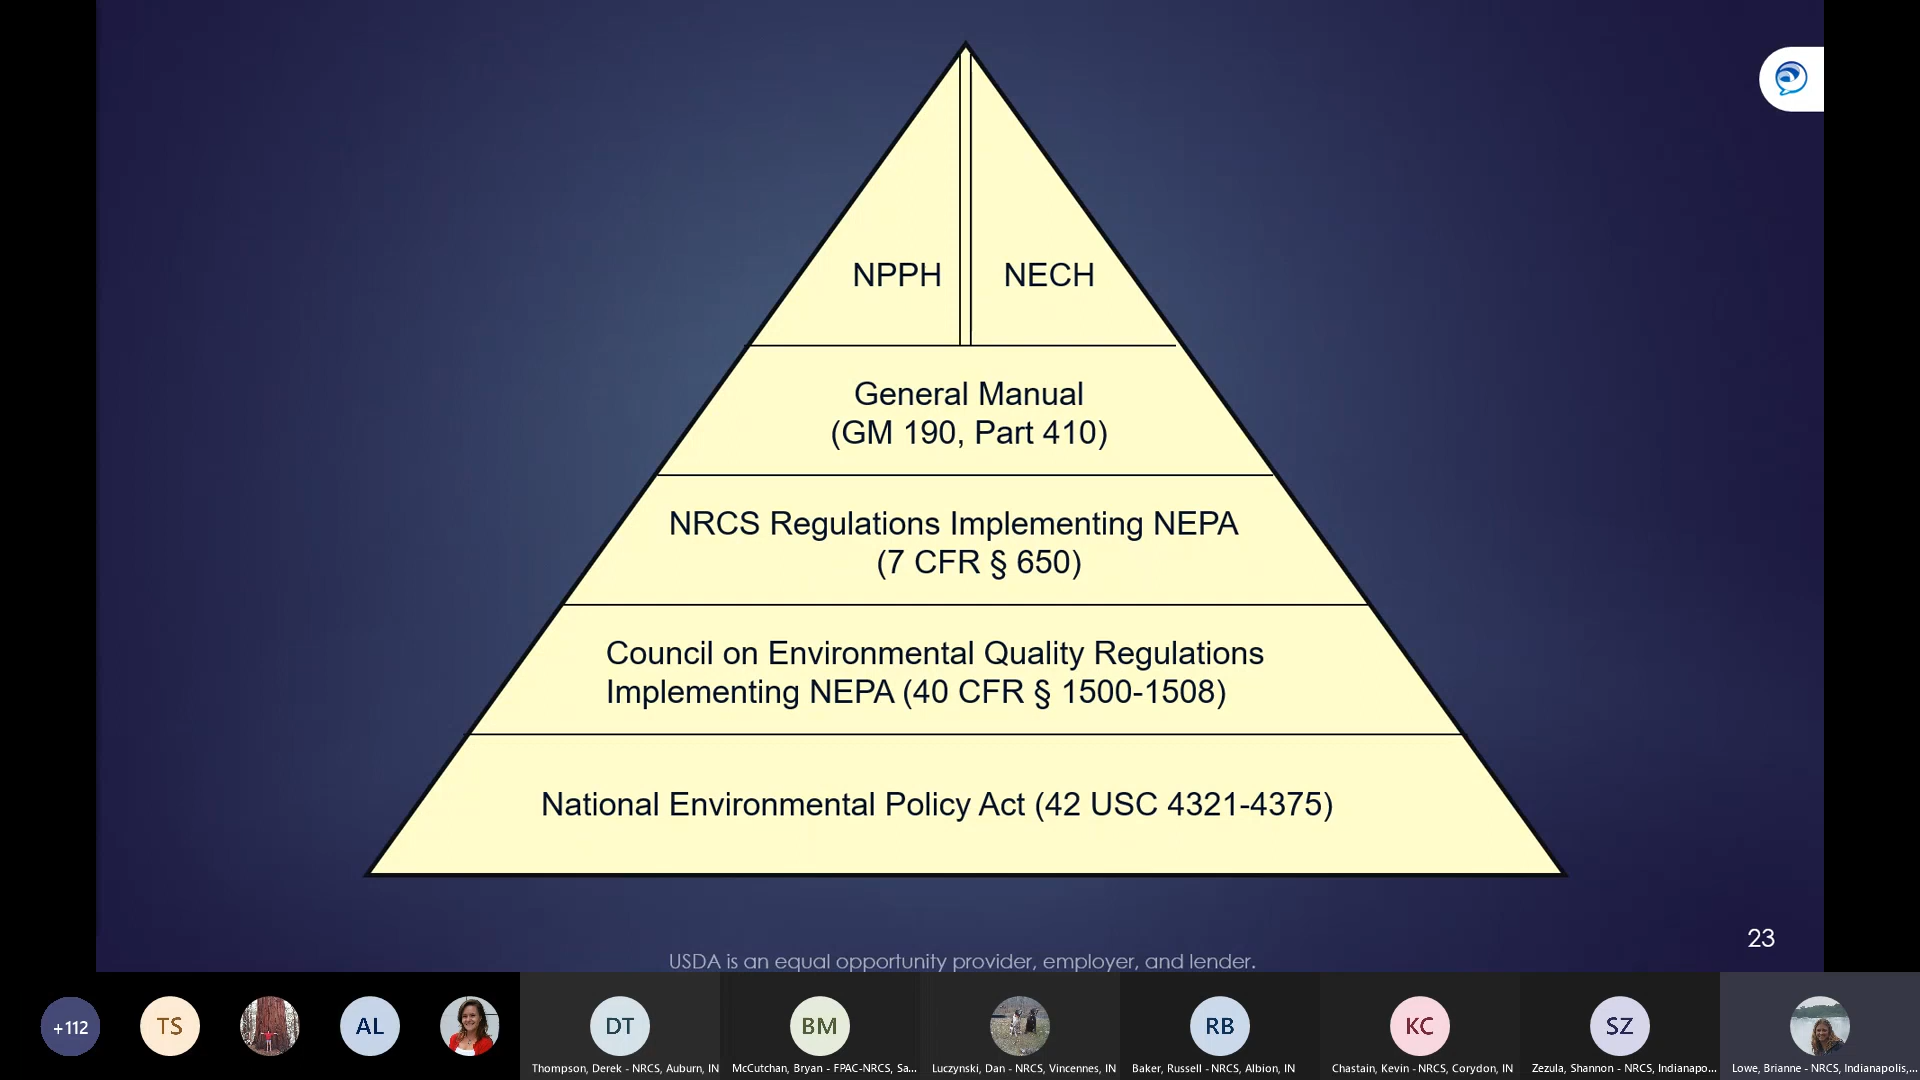 NPPH NECH
General Manual
(GM 190, Part 410)
NRCS Regulations Implementing NEPA
(7 CFR § 650)
Council on Environmental Quality Regulations
Implementing NEPA (40 CFR § 1500-1508)
National Environmental Policy Act (42 USC 4321-4375)
23
USDA is an equal opportunity provider, employer, and lender.
+112 TS AL DT BM RB KC SZ
Thompson, Derek - NRCS, Auburn, IN McCutchan, Bryan - FPAC-NRCS, Sa... Luczynski, Dan - NRCS, Vincennes, IN Baker, Russell - NRCS, Albion, IN Chastain, Kevin - NRCS, Corydon, IN Zezula, Shannon - NRCS, Indianapo... Lowe, Brianne - NRCS, Indianapolis,...